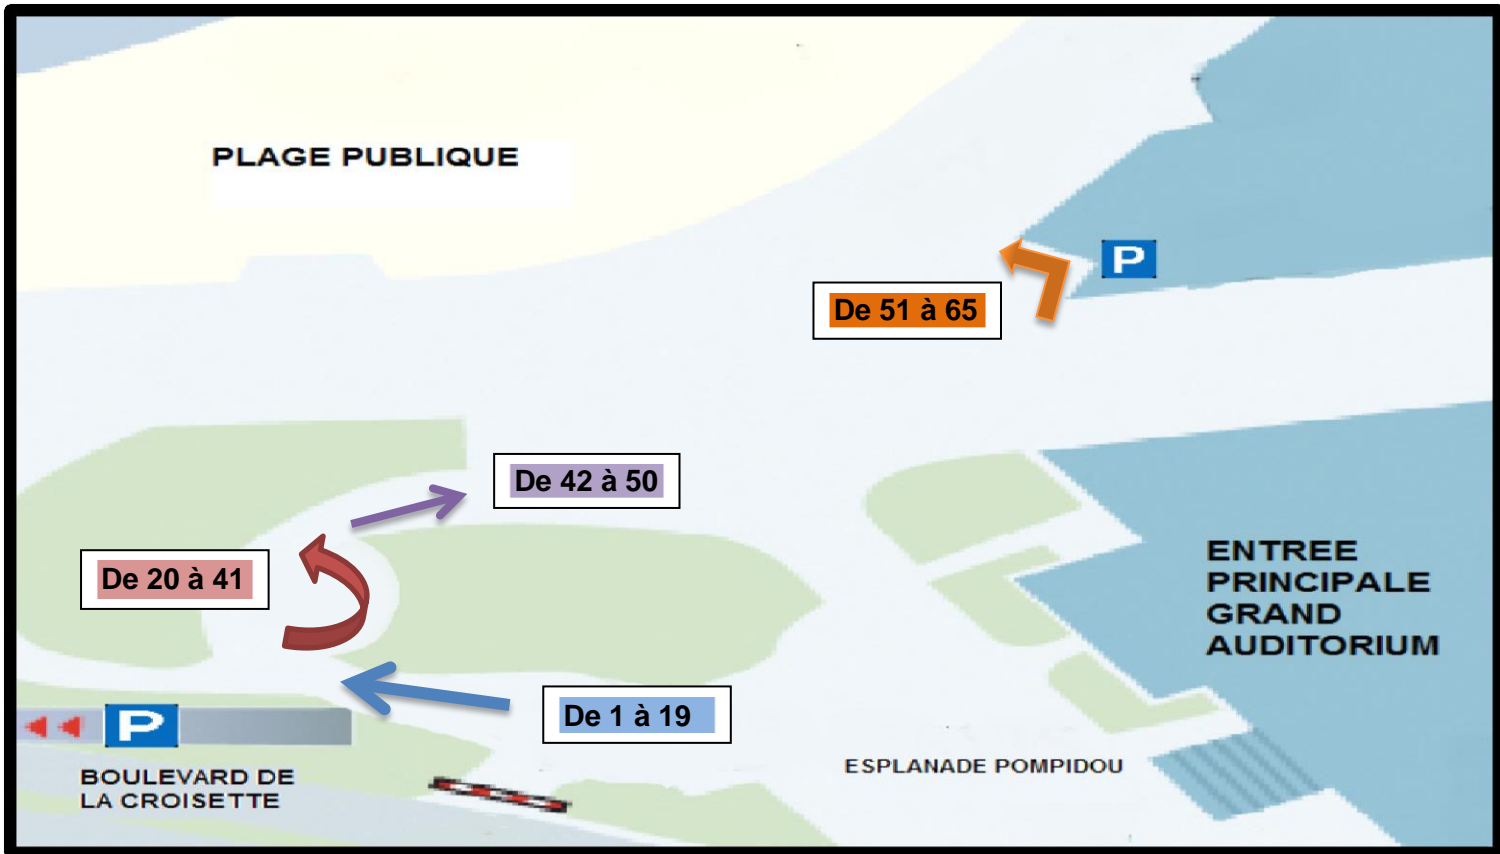 PLAGE PUBLIQUE
P
De 51 à 65
De 42 à 50
De 20 à 41
ENTREE
PRINCIPALE
GRAND
AUDITORIUM
De 1 à 19
P
ESPLANADE POMPIDOU
BOULEVARD DE
LA CROISETTE